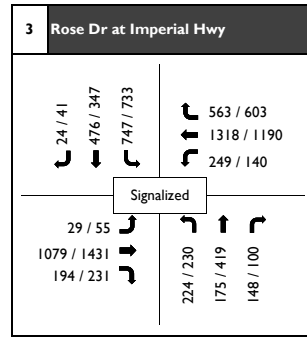 3 Rose Dr at Imperial Hwy
24 / 41
476 / 347
747 / 733
563 / 603
1318 / 1190
249 / 140
Signalized
29 / 55
1079 / 1431
194 / 231
224 / 230
175 / 419
148 / 100